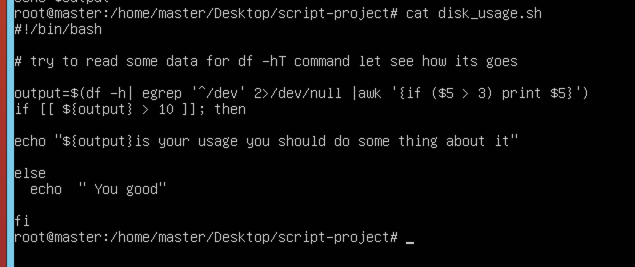 echo $output
root@master:/home/master/Desktop/script-project# cat disk_usage.sh
#!/bin/bash
# try to read some data for df -hT command let see how its goes
output=$(df -h| egrep '^/dev' 2>/dev/null |awk '{if ($5 > 3) print $5}')
if [[ ${output} > 10 ]]; then
echo "${output}is your usage you should do some thing about it"
else
  echo  " You good"
fi
root@master:/home/master/Desktop/script-project# _